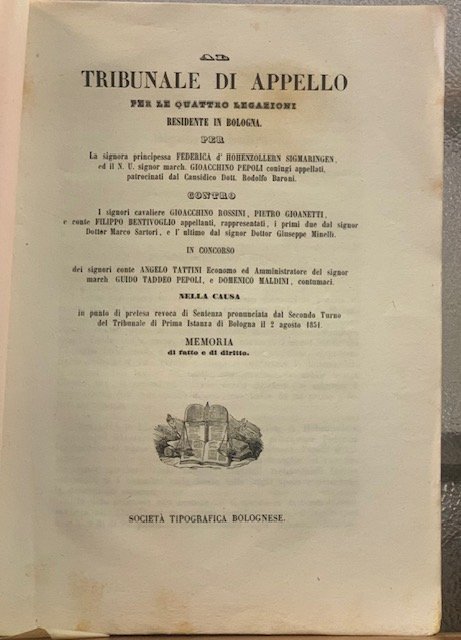 AL
TRIBUNALE DI APPELLO
PER LE QUATTRO LEGAZIONI
RESIDENTE IN BOLOGNA.
PER
La signora principessa FEDERICA d' HOHENZOLLERN SIGMARINGEN,
ed il N. U. signor march. GIOACCHINO PEPOLI coniugi appellati,
patrocinati dal Causidico Dott. Rodolfo Baroni.
CONTRO
I signori cavaliere GIOACCHINO ROSSINI, PIETRO GIOANETTI,
e conte FILIPPO BENTIVOGLIO appellanti, rappresentati, i primi due dal signor
Dottor Marco Sartori, e l' ultimo dal signor Dottor Giuseppe Minelli.
IN CONCORSO
dei signori conte ANGELO TATTINI Economo ed Amministratore del signor
march. GUIDO TADDEO PEPOLI, e DOMENICO MALDINI, contumaci.
NELLA CAUSA
in punto di pretesa revoca di Sentenza pronunciata dal Secondo Turno
del Tribunale di Prima Istanza di Bologna il 2 agosto 1851.
MEMORIA
di fatto e di diritto.
SOCIETÀ TIPOGRAFICA BOLOGNESE.